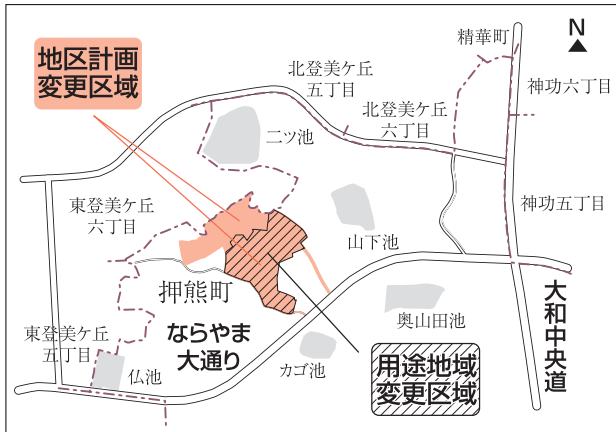 地区計画
変更区域
北登美ケ丘
五丁目
北登美ケ丘
六丁目
精華町
N
神功六丁目
二ツ池
東登美ケ丘
六丁目
山下池
神功五丁目
押熊町
ならやま
大通り
奥山田池
大和中央道
東登美ケ丘
五丁目
仏池
カゴ池
用途地域
変更区域